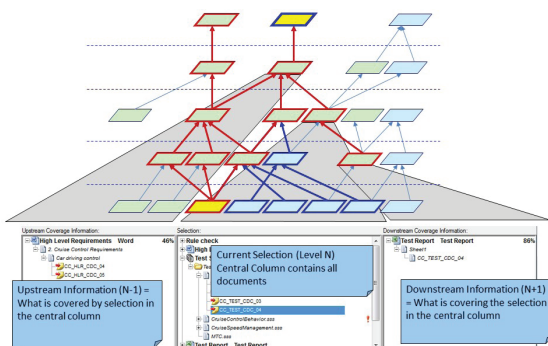 Upstream Coverage Information:
High Level Requirements Word 46%
2. Cruise Control Requirements
Car driving control
CC_HLR_CDC_04
CC_HLR_CDC_05
Upstream Information (N-1) =
What is covered by selection in
the central column
Selection:
Rule check
High
Test S
Current Selection (Level N)
Central Column contains all
documents
CC_TEST_CDC_03
CC_TEST_CDC_04
CruiseControlBehavior.sss
CruiseSpeedManagement.sss
MTC.sss
Test Report Test Report
Downstream Coverage Information:
Test Report Test Report 86%
Sheet1
CC_TEST_CDC_04
Downstream Information (N+1)
= What is covering the selection
in the central column